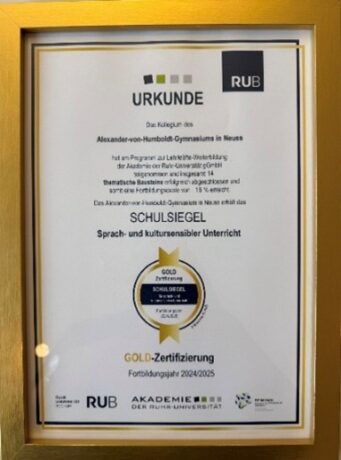 RUB
URKUNDE
Das Kollegium des
Alexander-von-Humboldt-Gymnasiums in Neuss
hat am Programm zur Lehrkräfte-Weiterbildung
der Akademie der Ruhr-Universität gGmbH
teilgenommen und insgesamt 14
thematische Bausteine erfolgreich abgeschlossen und
somit eine Fortbildungsquote von 15 % erreicht.
Das Alexander-von-Humboldt-Gymnasium in Neuss erhält das
SCHULSIEGEL
Sprach- und kultursensibler Unterricht
GOLD
Zertifizierung
SCHULSIEGEL
Fortbildungsjahr
2024/2025
GOLD-Zertifizierung
Fortbildungsjahr 2024/2025
RUB
AKADEMIE
DER RUHR-UNIVERSITÄT